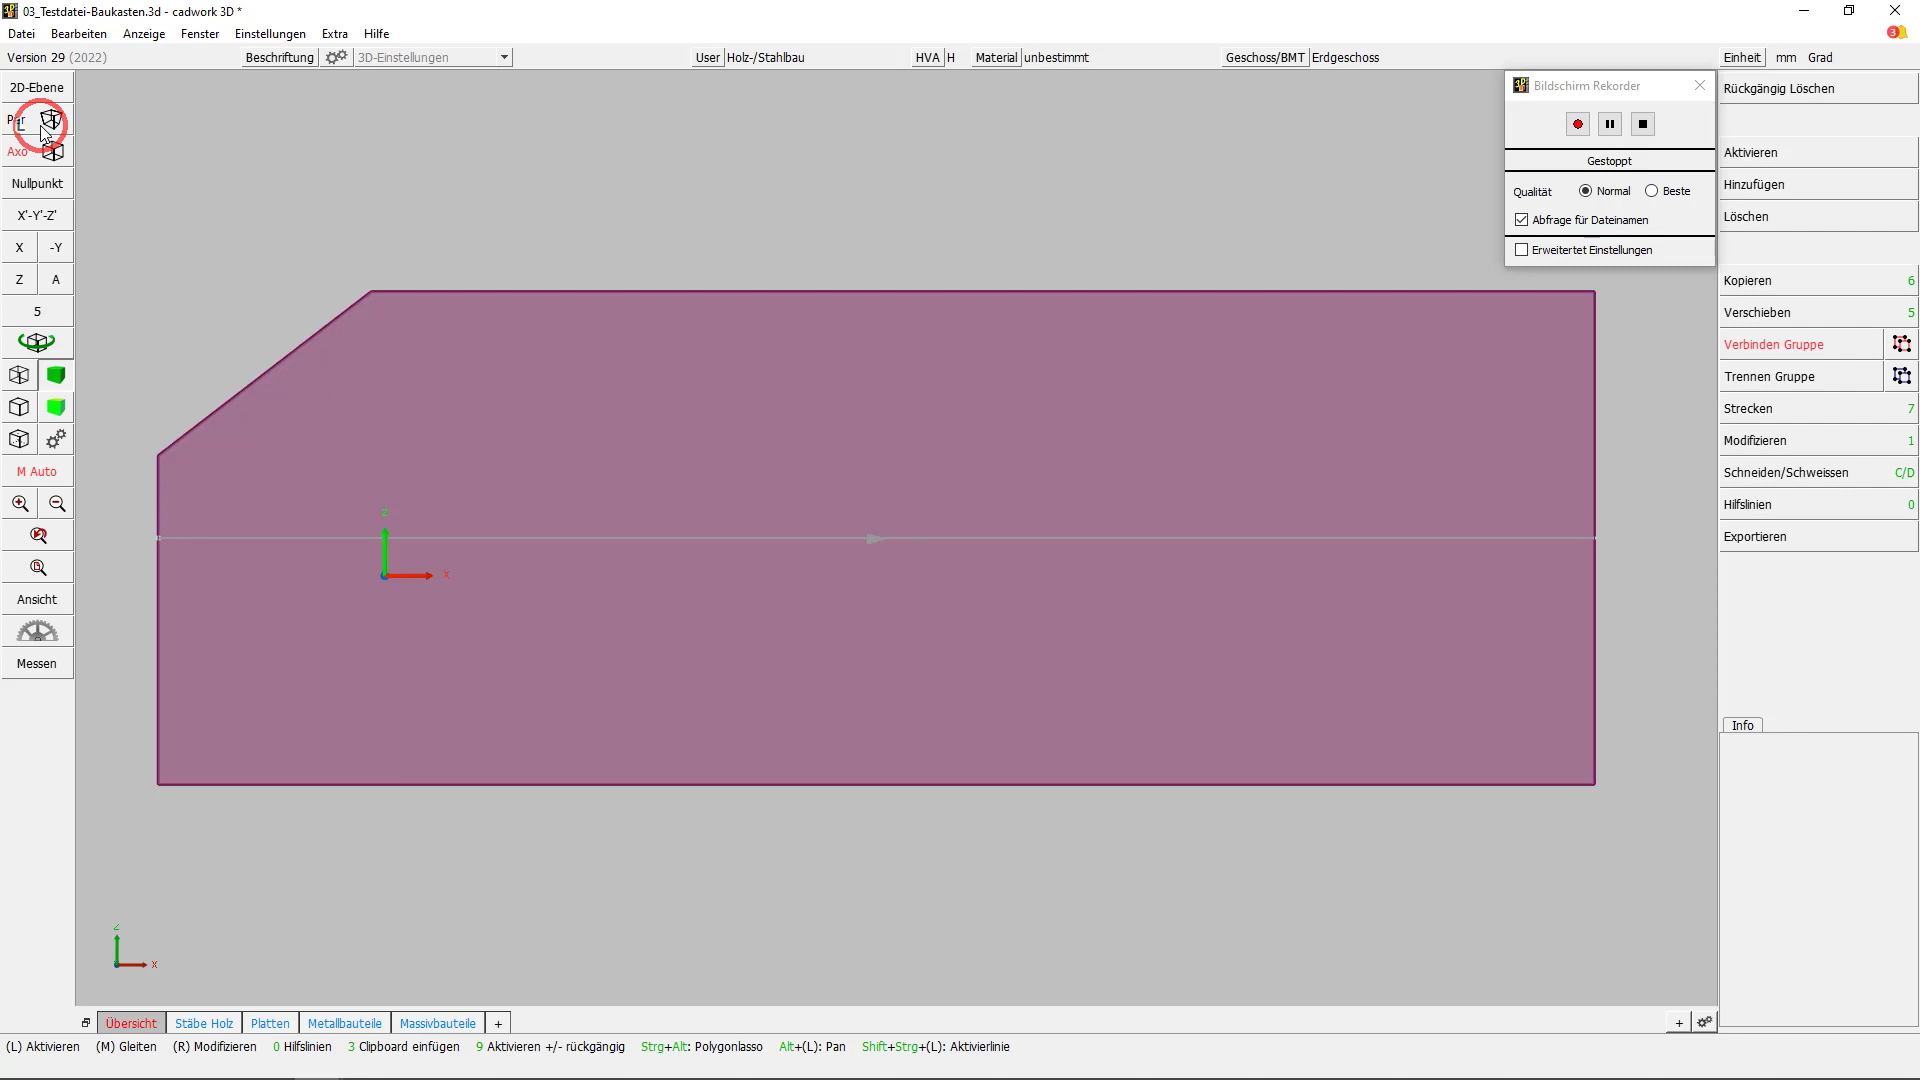 03_Testdatei-Baukasten.3d - cadwork 3D *
Datei Bearbeiten Anzeige Fenster Einstellungen Extra Hilfe
3
Version 29 (2022) Beschriftung 3D-Einstellungen User Holz-/Stahlbau HVA H Material unbestimmt Geschoss/BMT Erdgeschoss Einheit mm Grad
2D-Ebene
Axo
Nullpunkt
X'-Y'-Z'
X -Y
Z A
5
M Auto
Ansicht
Messen
Bildschirm Rekorder
Gestoppt
Qualität Normal Beste
Abfrage für Dateinamen
Erweitertet Einstellungen
Rückgängig Löschen
Aktivieren
Hinzufügen
Löschen
Kopieren 6
Verschieben 5
Verbinden Gruppe
Trennen Gruppe
Strecken 7
Modifizieren 1
Schneiden/Schweissen C/D
Hilfslinien 0
Exportieren
Info
Z
X
Z
X
Übersicht Stäbe Holz Platten Metallbauteile Massivbauteile + +
(L) Aktivieren (M) Gleiten (R) Modifizieren 0 Hilfslinien 3 Clipboard einfügen 9 Aktivieren +/- rückgängig Strg+Alt: Polygonlasso Alt+(L): Pan Shift+Strg+(L): Aktivierlinie